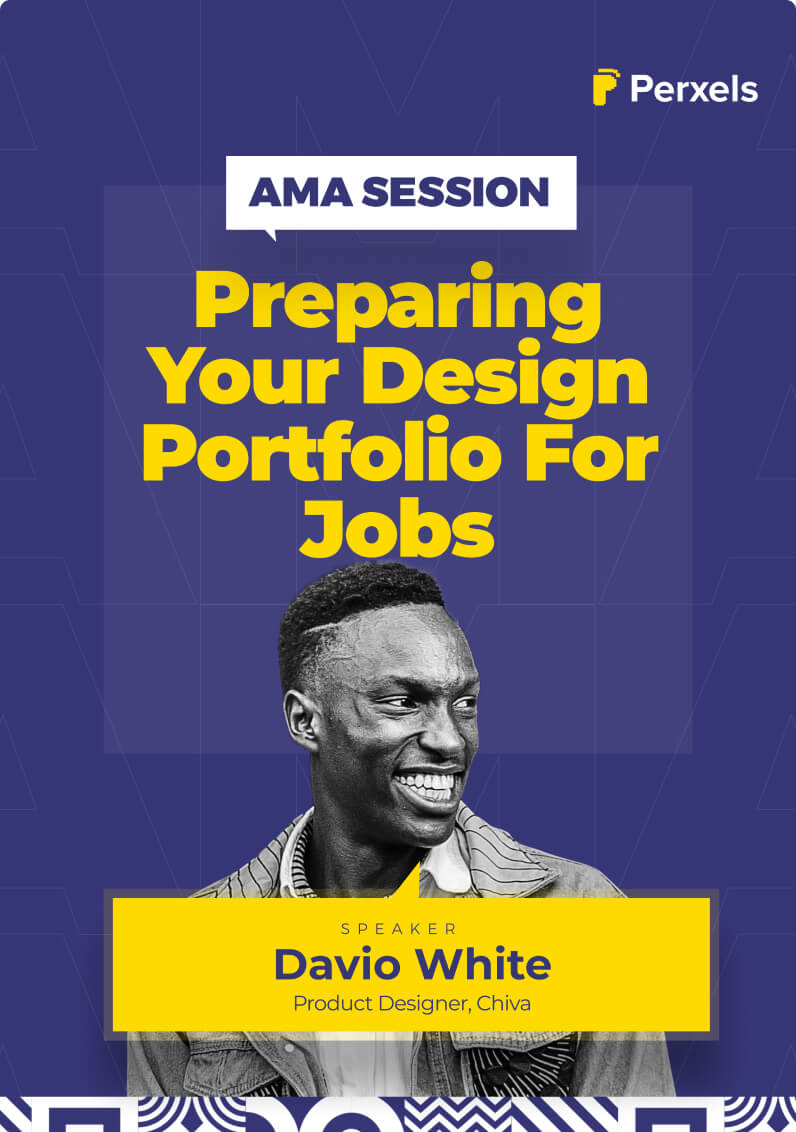 Perxels
AMA SESSION
Preparing
Your Design
Portfolio For
Jobs
SPEAKER
Davio White
Product Designer, Chiva